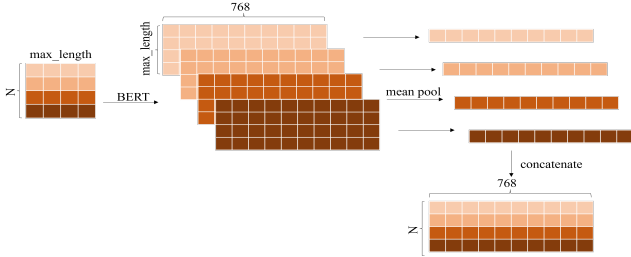 768
max_length
max_length
N
BERT
mean pool
concatenate
768
N